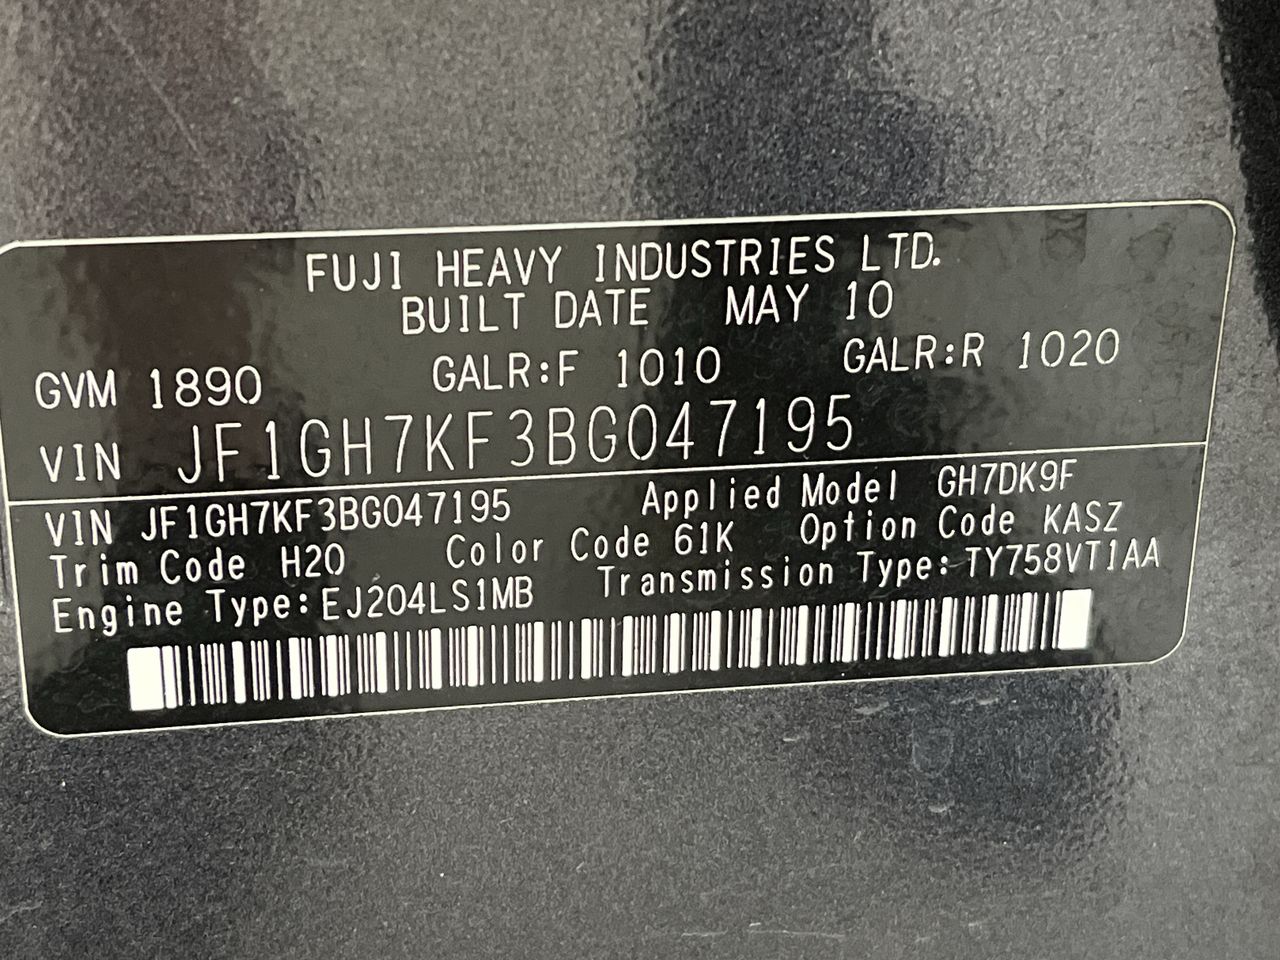 FUJI HEAVY INDUSTRIES LTD.
BUILT DATE MAY 10
GVM 1890 GALR:F 1010 GALR:R 1020
VIN JF1GH7KF3BG047195
VIN JF1GH7KF3BG047195 Applied Model GH7DK9F
Trim Code H20 Color Code 61K Option Code KASZ
Engine Type:EJ204LS1MB Transmission Type:TY758VT1AA